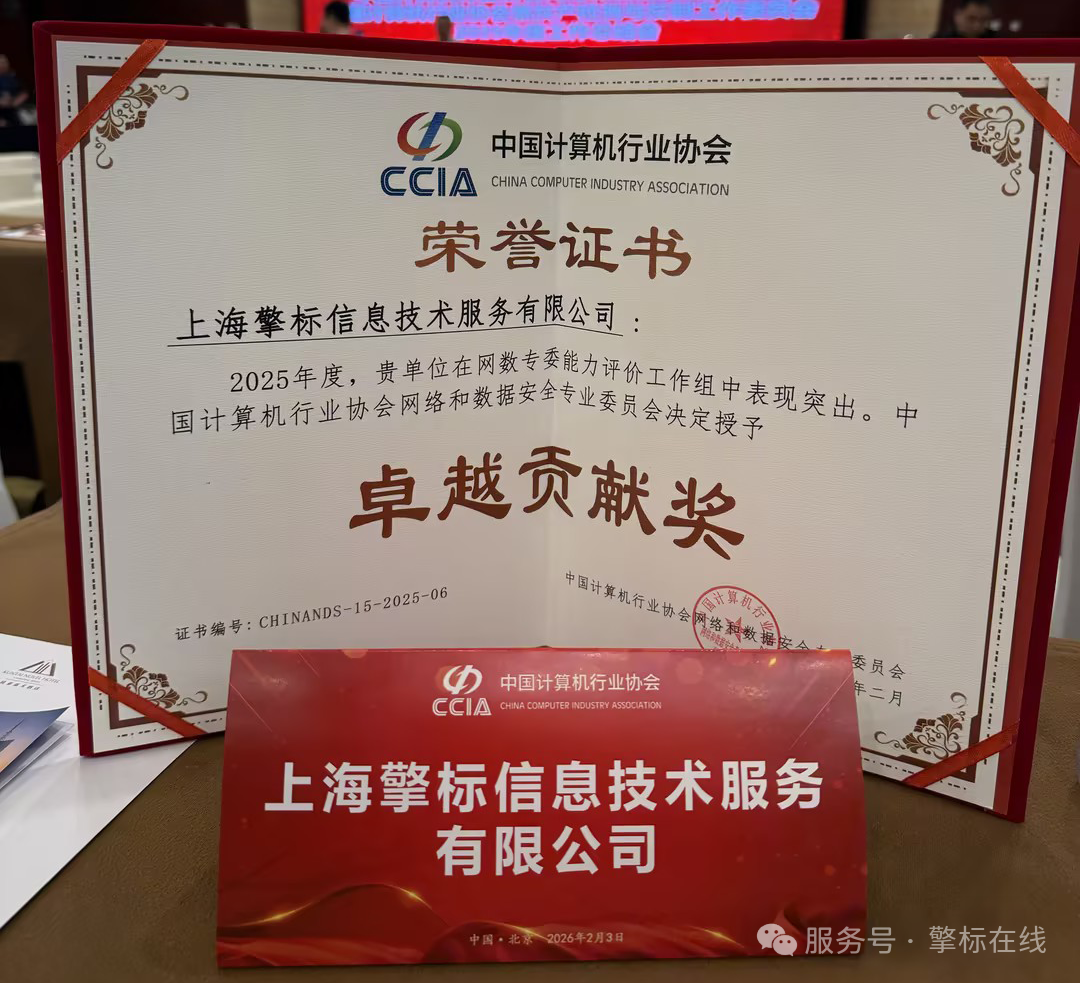 CCIA
中国计算机行业协会
CHINA COMPUTER INDUSTRY ASSOCIATION
荣誉证书
上海擎标信息技术服务有限公司：
2025年度，贵单位在网数专委能力评价工作组中表现突出。中
国计算机行业协会网络和数据安全专业委员会决定授予
卓越贡献奖
证书编号：CHINANDS-15-2025-06
中国计算机行业协会网络和数据安全专 委员会
年二月
CCIA
中国计算机行业协会
CHINA COMPUTER INDUSTRY ASSOCIATION
上海擎标信息技术服务
有限公司
中国·北京 2026年2月3日
服务号·擎标在线